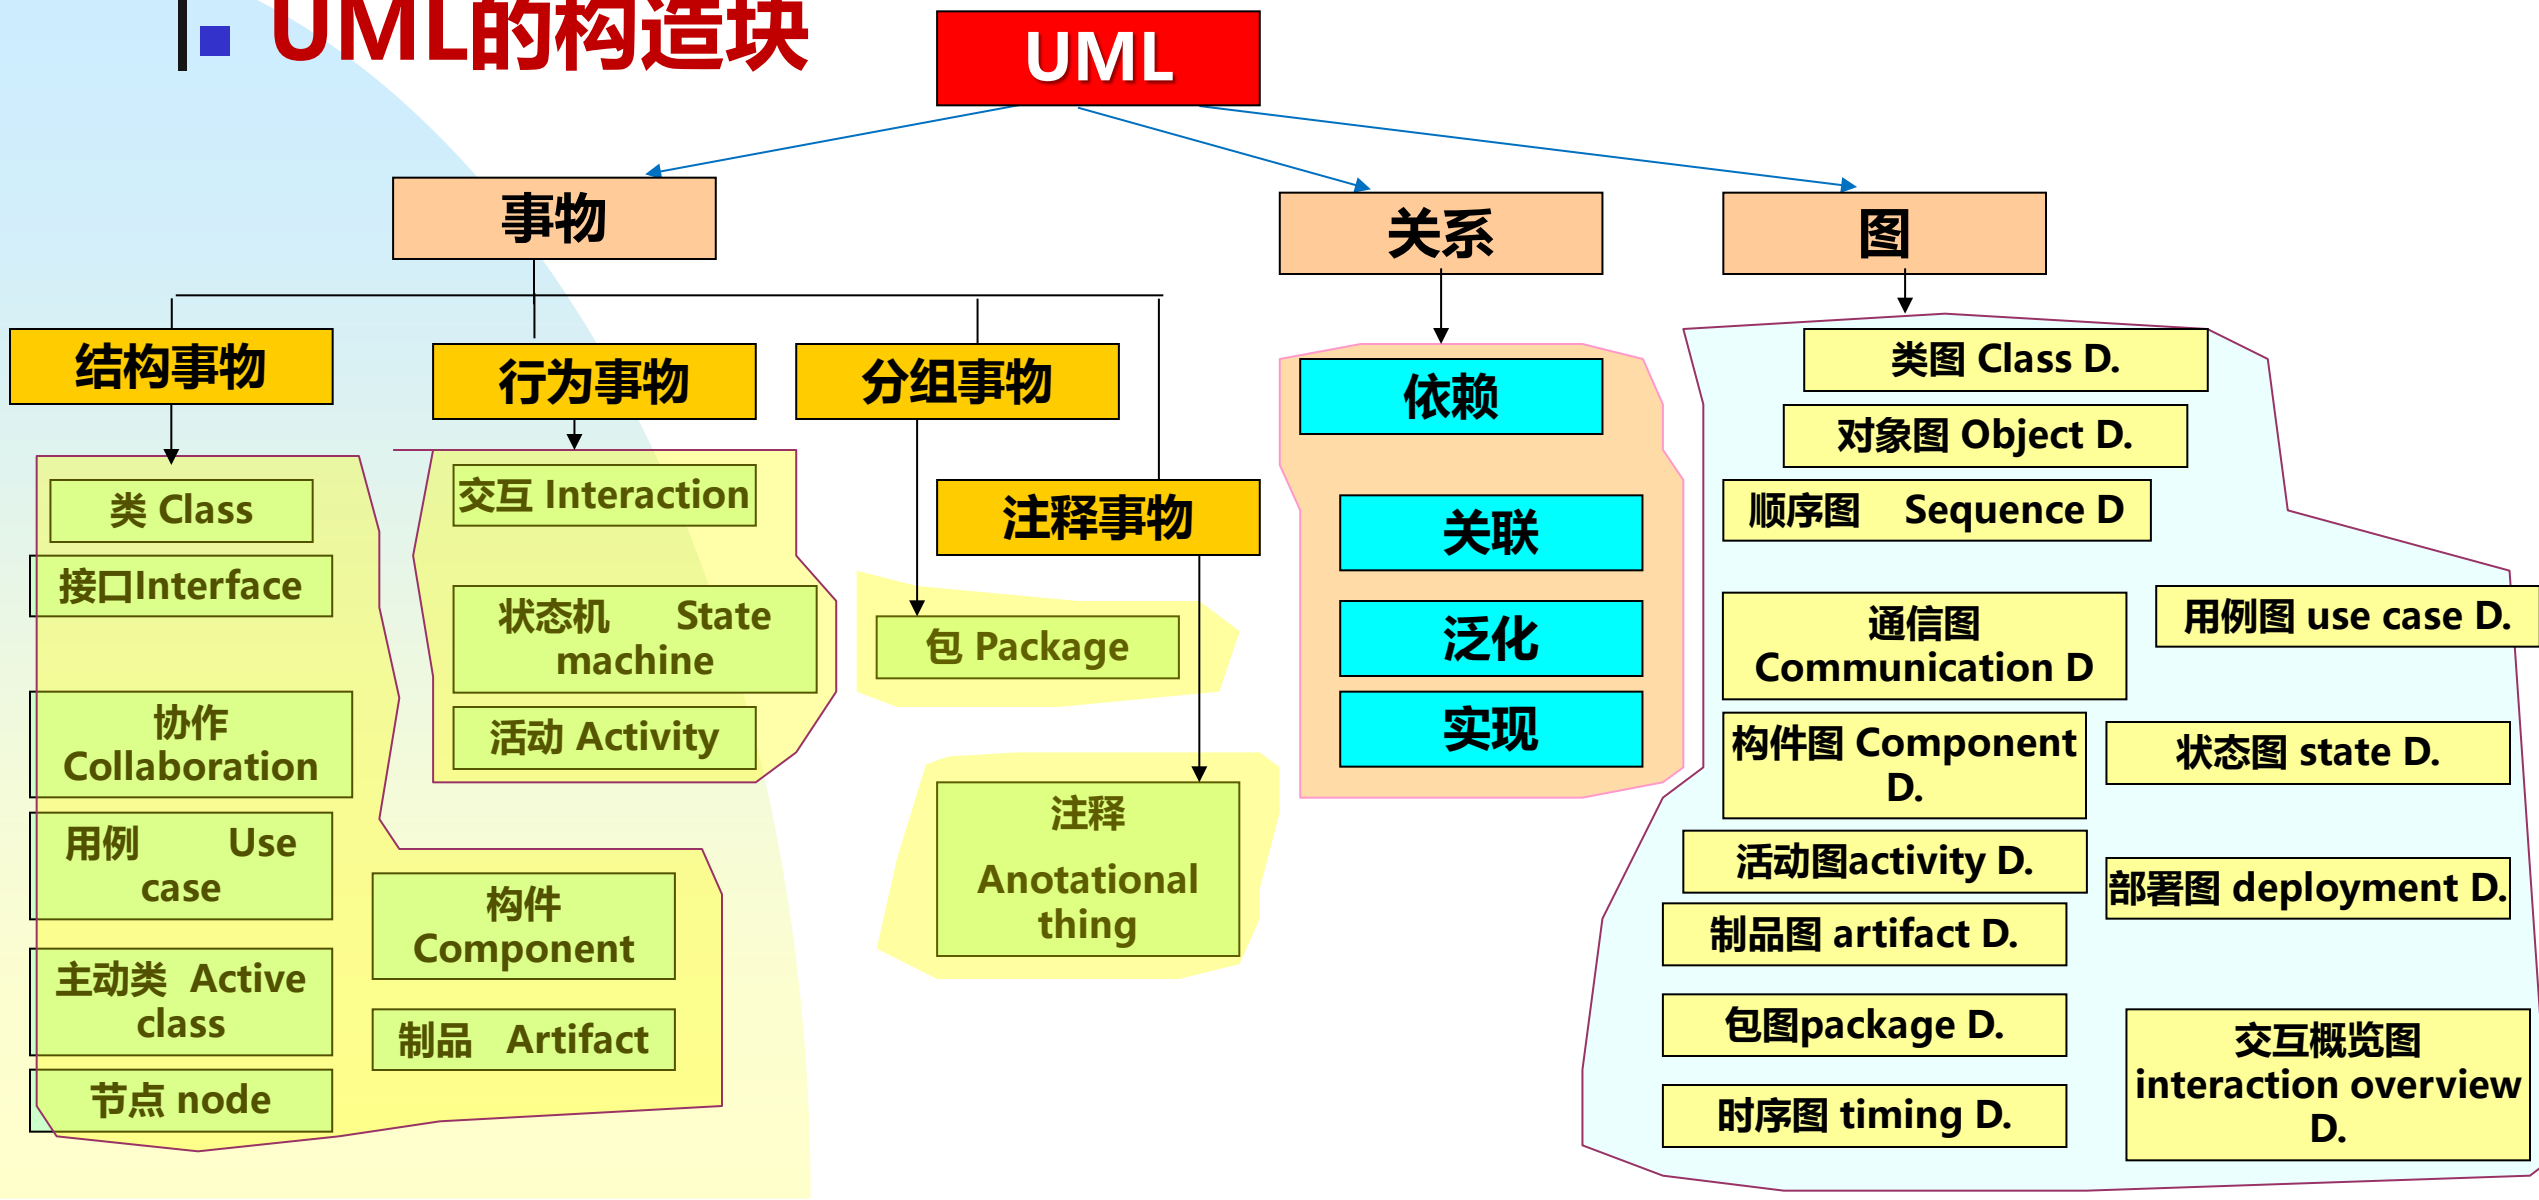 UML的构造块
UML
事物
关系
图
结构事物
行为事物
分组事物
注释事物
类 Class
接口Interface
协作
Collaboration
用例 Use
case
主动类 Active
class
节点 node
构件
Component
制品 Artifact
交互 Interaction
状态机 State
machine
活动 Activity
包 Package
注释
Anotational
thing
依赖
关联
泛化
实现
类图 Class D.
对象图 Object D.
顺序图 Sequence D
通信图
Communication D
用例图 use case D.
构件图 Component
D.
状态图 state D.
活动图activity D.
部署图 deployment D.
制品图 artifact D.
包图package D.
交互概览图
interaction overview
D.
时序图 timing D.